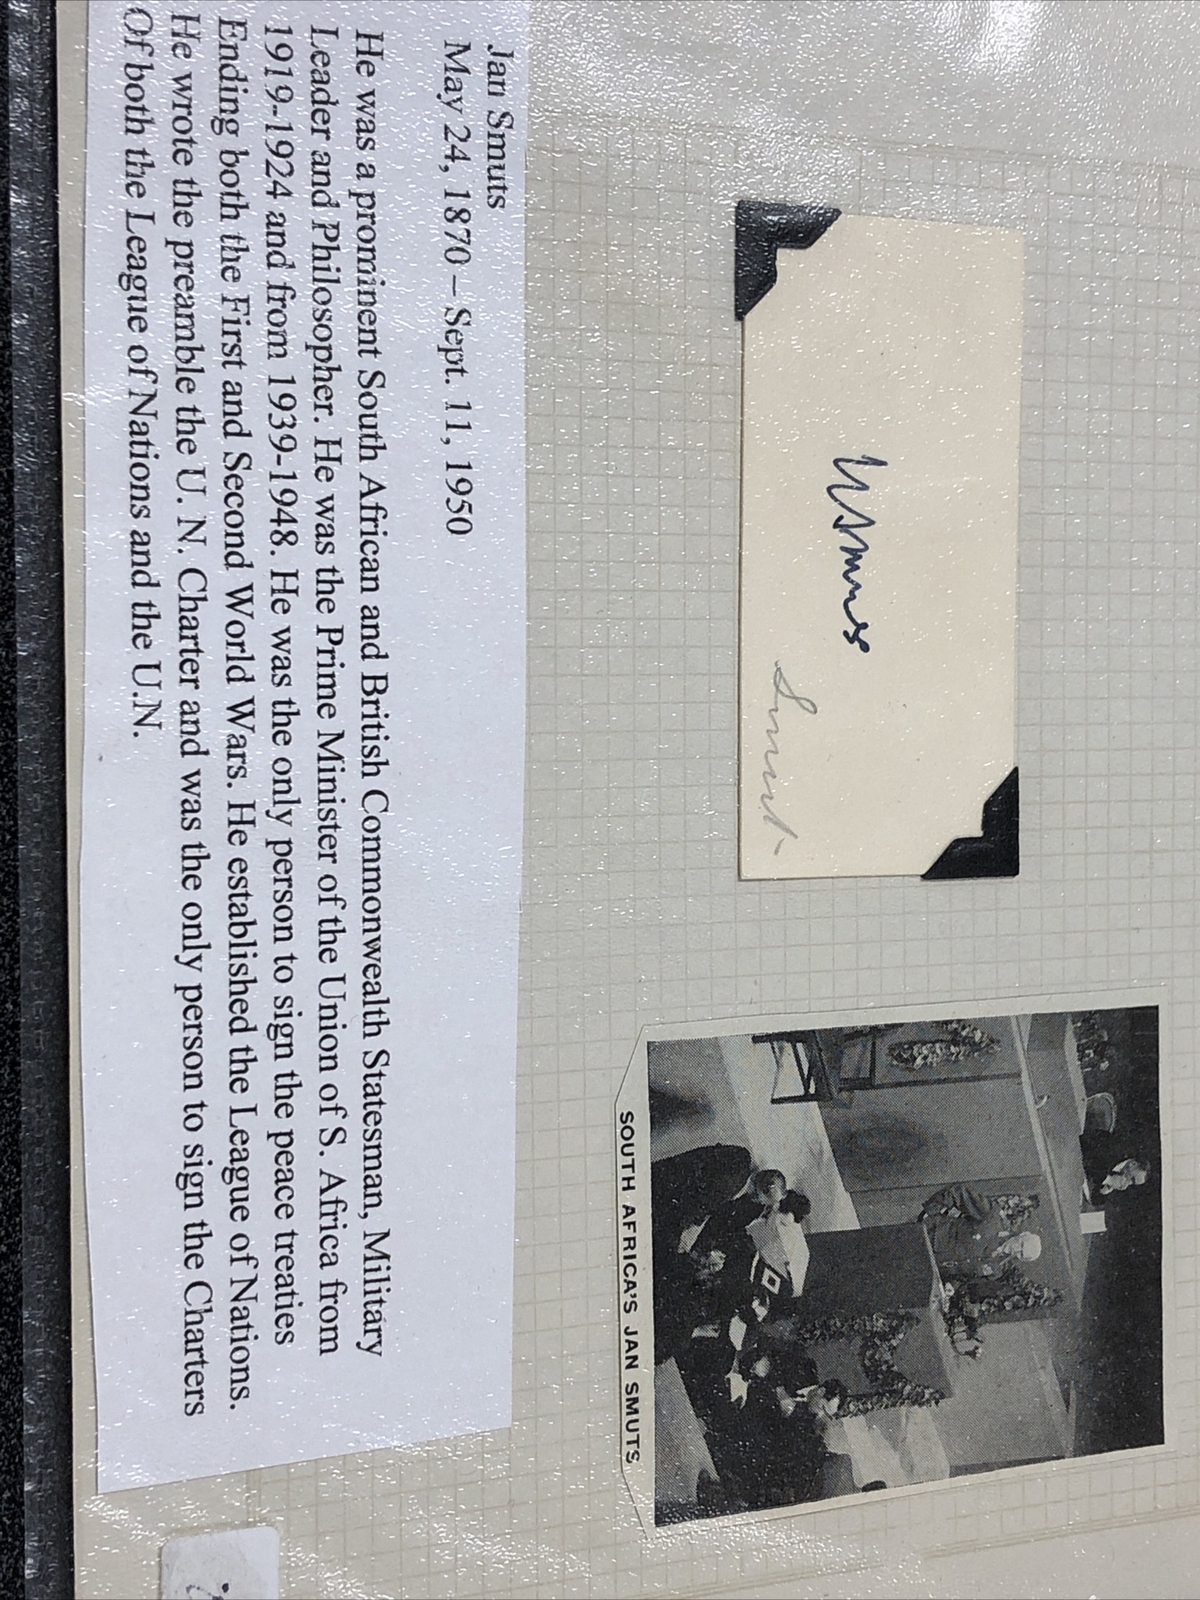 JCSmuts
Smuts
SOUTH AFRICA'S JAN SMUTS
Jan Smuts
May 24, 1870 – Sept. 11, 1950
He was a prominent South African and British Commonwealth Statesman, Military
Leader and Philosopher. He was the Prime Minister of the Union of S. Africa from
1919-1924 and from 1939-1948. He was the only person to sign the peace treaties
Ending both the First and Second World Wars. He established the League of Nations.
He wrote the preamble the U. N. Charter and was the only person to sign the Charters
Of both the League of Nations and the U.N.